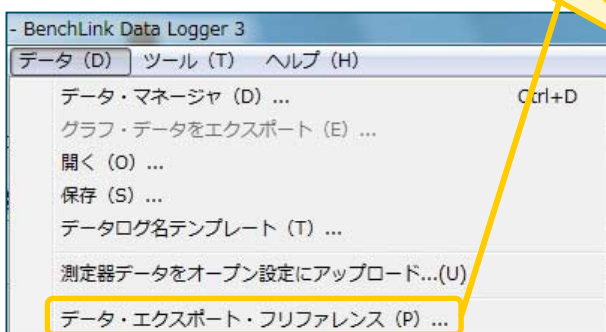 - BenchLink Data Logger 3
データ（D） ツール（T） ヘルプ（H）
データ・マネージャ（D）... Ctrl+D
グラフ・データをエクスポート（E）...
開く（O）...
保存（S）...
データログ名テンプレート（T）...
測定器データをオープン設定にアップロード...(U)
データ・エクスポート・フリファレンス（P）...